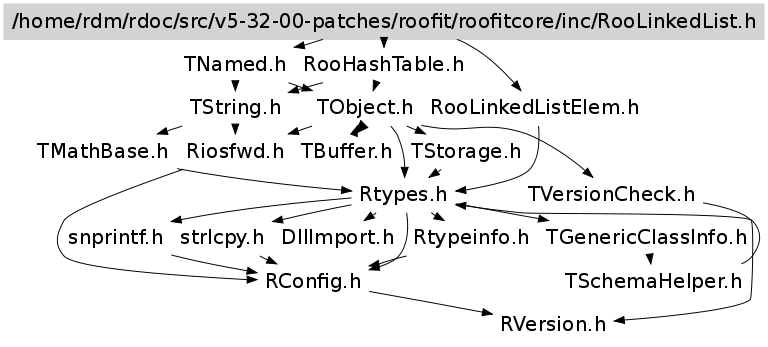 /home/rdm/rdoc/src/v5-32-00-patches/roofit/roofitcore/inc/RooLinkedList.h
TNamed.h RooHashTable.h
TString.h TObject.h RooLinkedListElem.h
TMathBase.h Riosfwd.h TBuffer.h TStorage.h
Rtypes.h TVersionCheck.h
snprintf.h strlcpy.h DllImport.h Rtypeinfo.h TGenericClassInfo.h
RConfig.h TSchemaHelper.h
RVersion.h